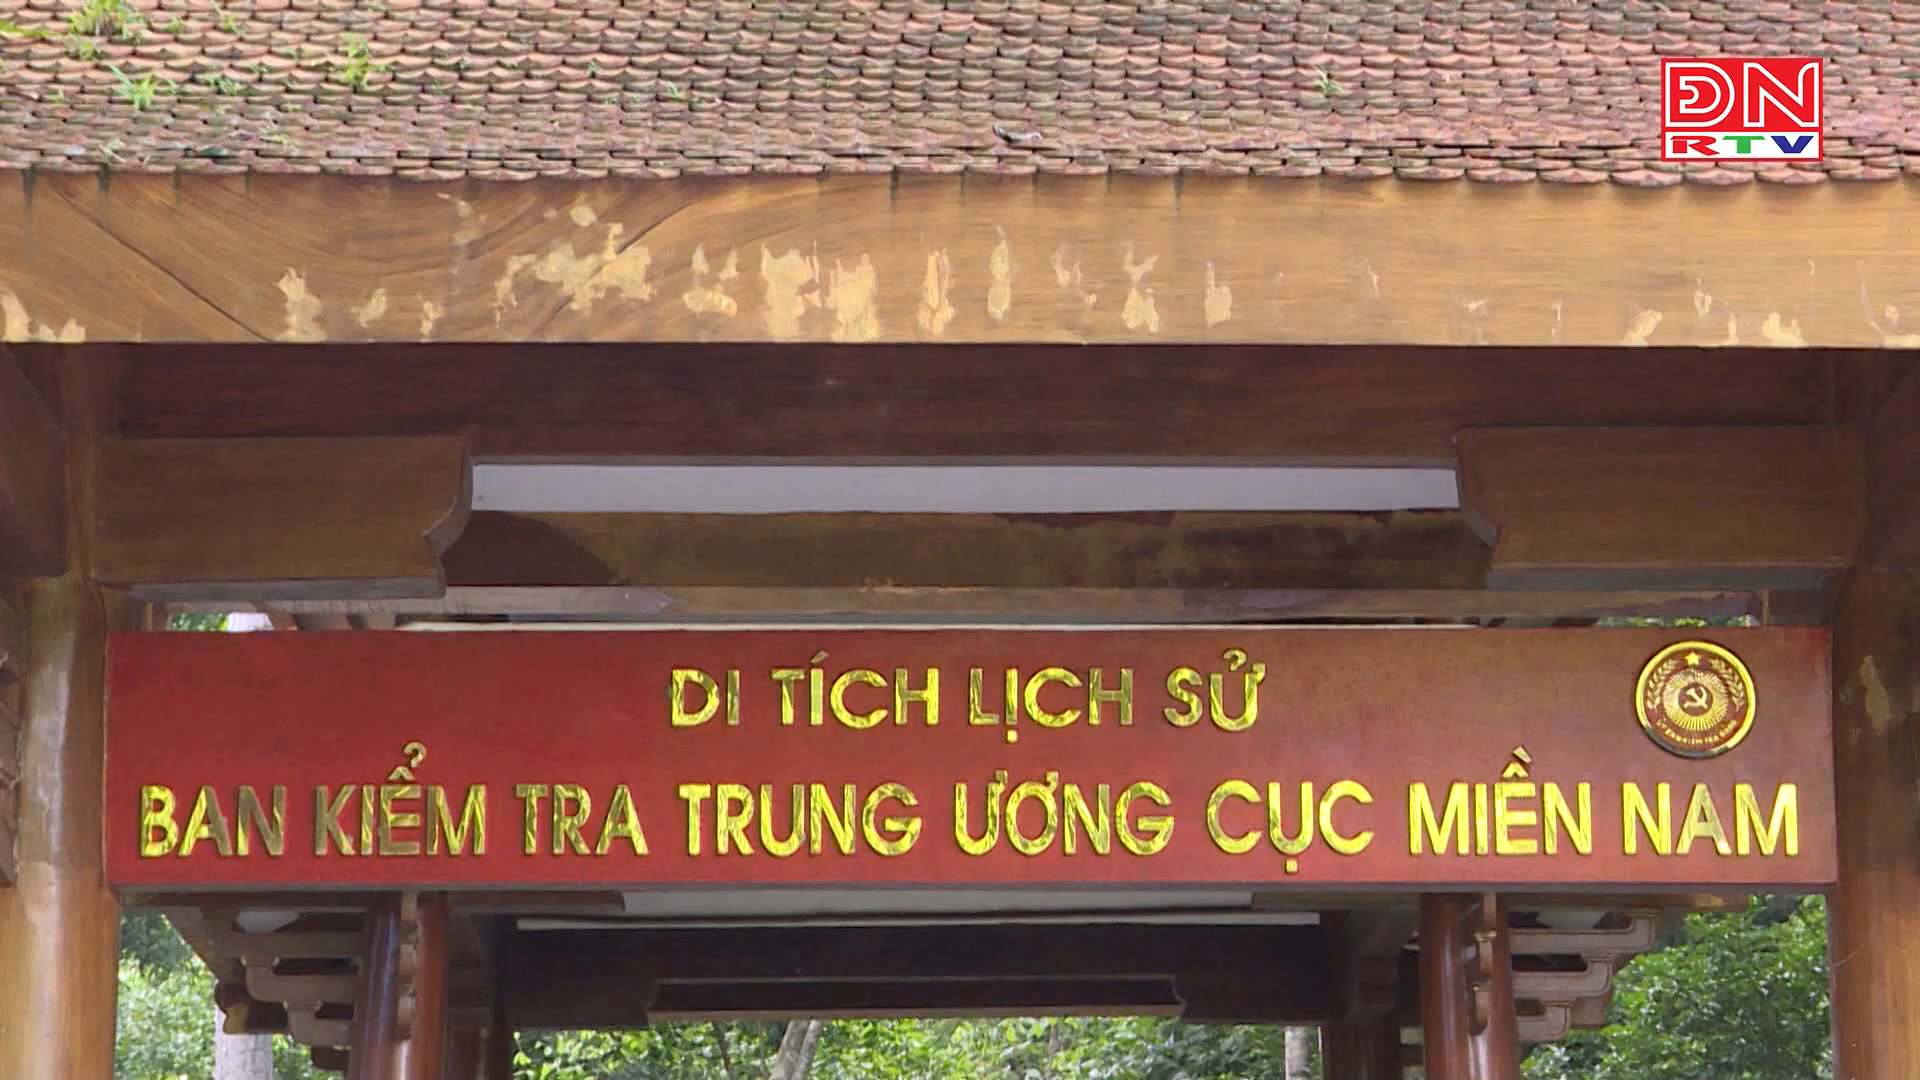 ĐN
RTV
DI TÍCH LỊCH SỬ
BAN KIỂM TRA TRUNG ƯƠNG CỤC MIỀN NAM